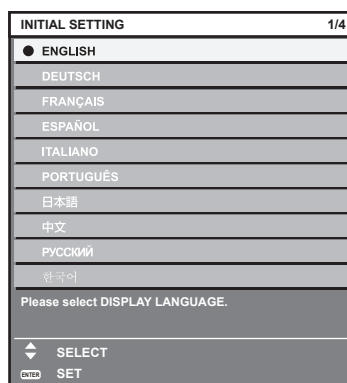 INITIAL SETTING 1/4
ENGLISH
DEUTSCH
FRANÇAIS
ESPAÑOL
ITALIANO
PORTUGUÊS
日本語
中文
РУССКИЙ
한국어
Please select DISPLAY LANGUAGE.
SELECT
ENTER SET